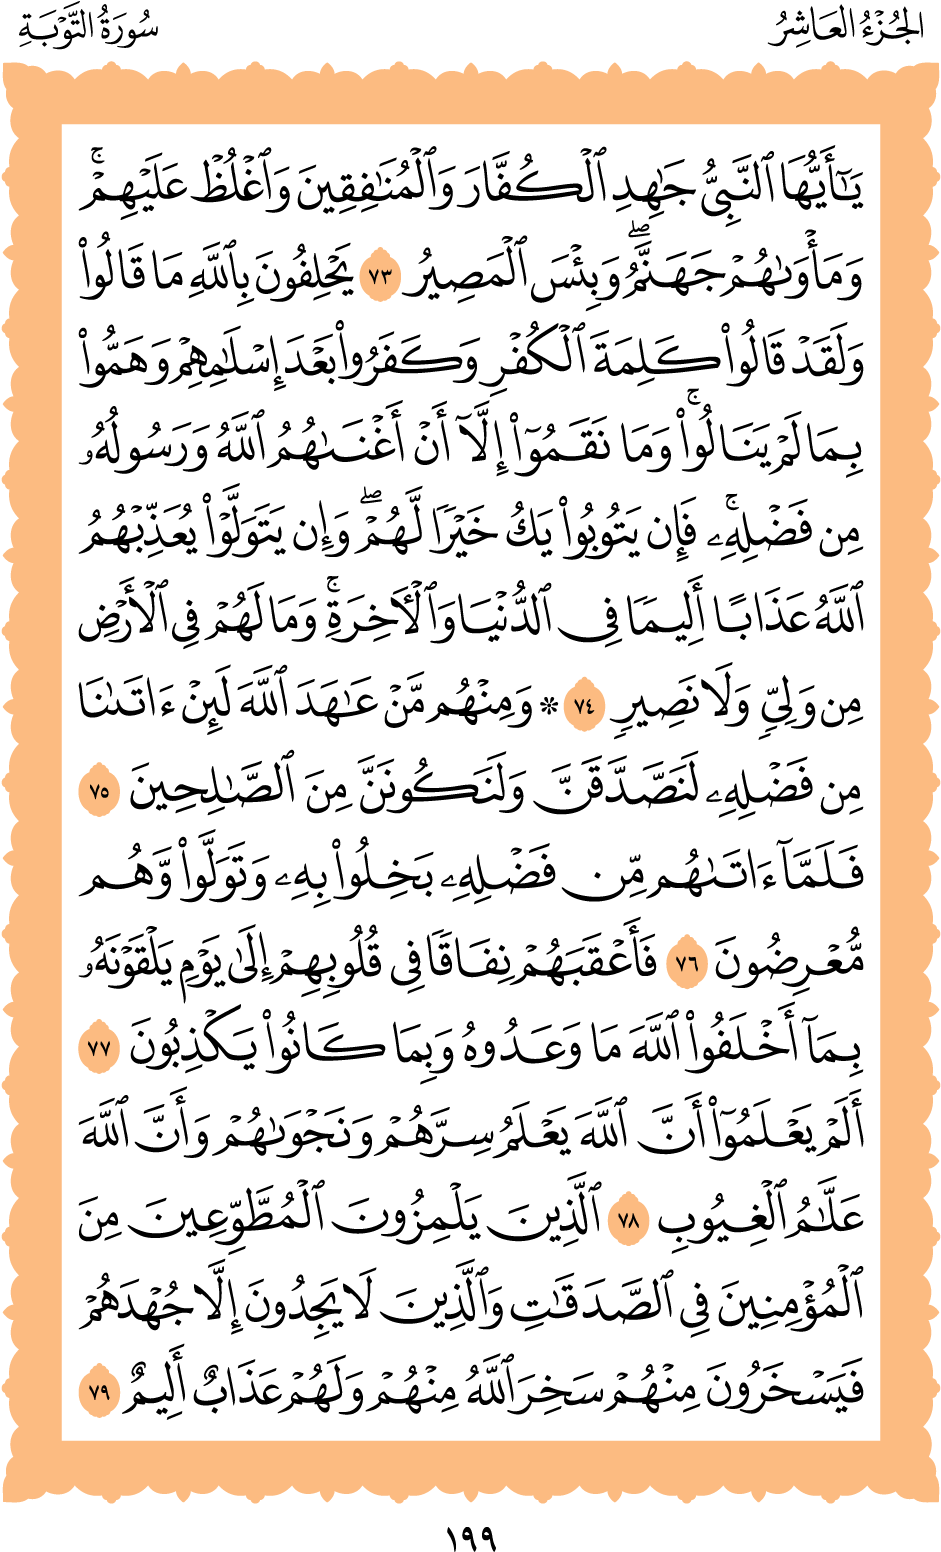 الجُزْءُ العَاشِرُ
سُورَةُ التَّوْبَةِ
يَٰٓأَيُّهَا ٱلنَّبِىُّ جَٰهِدِ ٱلْكُفَّارَ وَٱلْمُنَٰفِقِينَ وَٱغْلُظْ عَلَيْهِمْۚ
وَمَأْوَىٰهُمْ جَهَنَّمُۖ وَبِئْسَ ٱلْمَصِيرُ ٧٣ يَحْلِفُونَ بِٱللَّهِ مَا قَالُوا۟
وَلَقَدْ قَالُوا۟ كَلِمَةَ ٱلْكُفْرِ وَكَفَرُوا۟ بَعْدَ إِسْلَٰمِهِمْ وَهَمُّوا۟
بِمَا لَمْ يَنَالُوا۟ۚ وَمَا نَقَمُوٓا۟ إِلَّآ أَنْ أَغْنَىٰهُمُ ٱللَّهُ وَرَسُولُهُۥ
مِن فَضْلِهِۦۚ فَإِن يَتُوبُوا۟ يَكُ خَيْرًا لَّهُمْۖ وَإِن يَتَوَلَّوْا۟ يُعَذِّبْهُمُ
ٱللَّهُ عَذَابًا أَلِيمًا فِى ٱلدُّنْيَا وَٱلْـَٔاخِرَةِۚ وَمَا لَهُمْ فِى ٱلْأَرْضِ
مِن وَلِىٍّ وَلَا نَصِيرٍ ٧٤ ۞ وَمِنْهُم مَّنْ عَٰهَدَ ٱللَّهَ لَئِنْ ءَاتَىٰنَا
مِن فَضْلِهِۦ لَنَصَّدَّقَنَّ وَلَنَكُونَنَّ مِنَ ٱلصَّٰلِحِينَ ٧٥
فَلَمَّآ ءَاتَىٰهُم مِّن فَضْلِهِۦ بَخِلُوا۟ بِهِۦ وَتَوَلَّوا۟ وَّهُم
مُّعْرِضُونَ ٧٦ فَأَعْقَبَهُمْ نِفَاقًا فِى قُلُوبِهِمْ إِلَىٰ يَوْمِ يَلْقَوْنَهُۥ
بِمَآ أَخْلَفُوا۟ ٱللَّهَ مَا وَعَدُوهُ وَبِمَا كَانُوا۟ يَكْذِبُونَ ٧٧
أَلَمْ يَعْلَمُوٓا۟ أَنَّ ٱللَّهَ يَعْلَمُ سِرَّهُمْ وَنَجْوَىٰهُمْ وَأَنَّ ٱللَّهَ
عَلَّٰمُ ٱلْغُيُوبِ ٧٨ ٱلَّذِينَ يَلْمِزُونَ ٱلْمُطَّوِّعِينَ مِنَ
ٱلْمُؤْمِنِينَ فِى ٱلصَّدَقَٰتِ وَٱلَّذِينَ لَا يَجِدُونَ إِلَّا جُهْدَهُمْ
فَيَسْخَرُونَ مِنْهُمْ سَخِرَ ٱللَّهُ مِنْهُمْ وَلَهُمْ عَذَابٌ أَلِيمٌ ٧٩
١٩٩